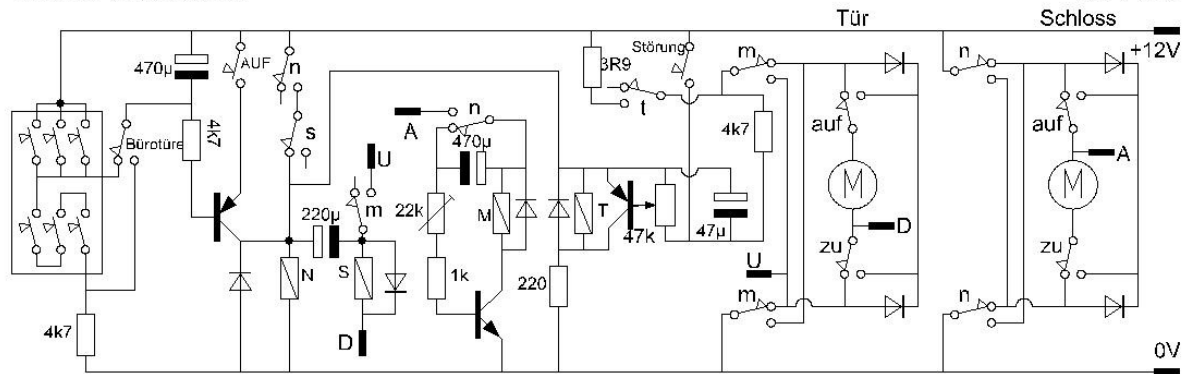 Tür
Schloss
Störung
+12V
470µ
AUF
n
3R9
m
n
t
A
n
s
Bürotüre
4k7
470µ
4k7
auf
auf
U
A
M
M
220µ
m
22k
M
T
D
47k
47µ
N
S
1k
220
U
zu
zu
m
n
4k7
D
0V